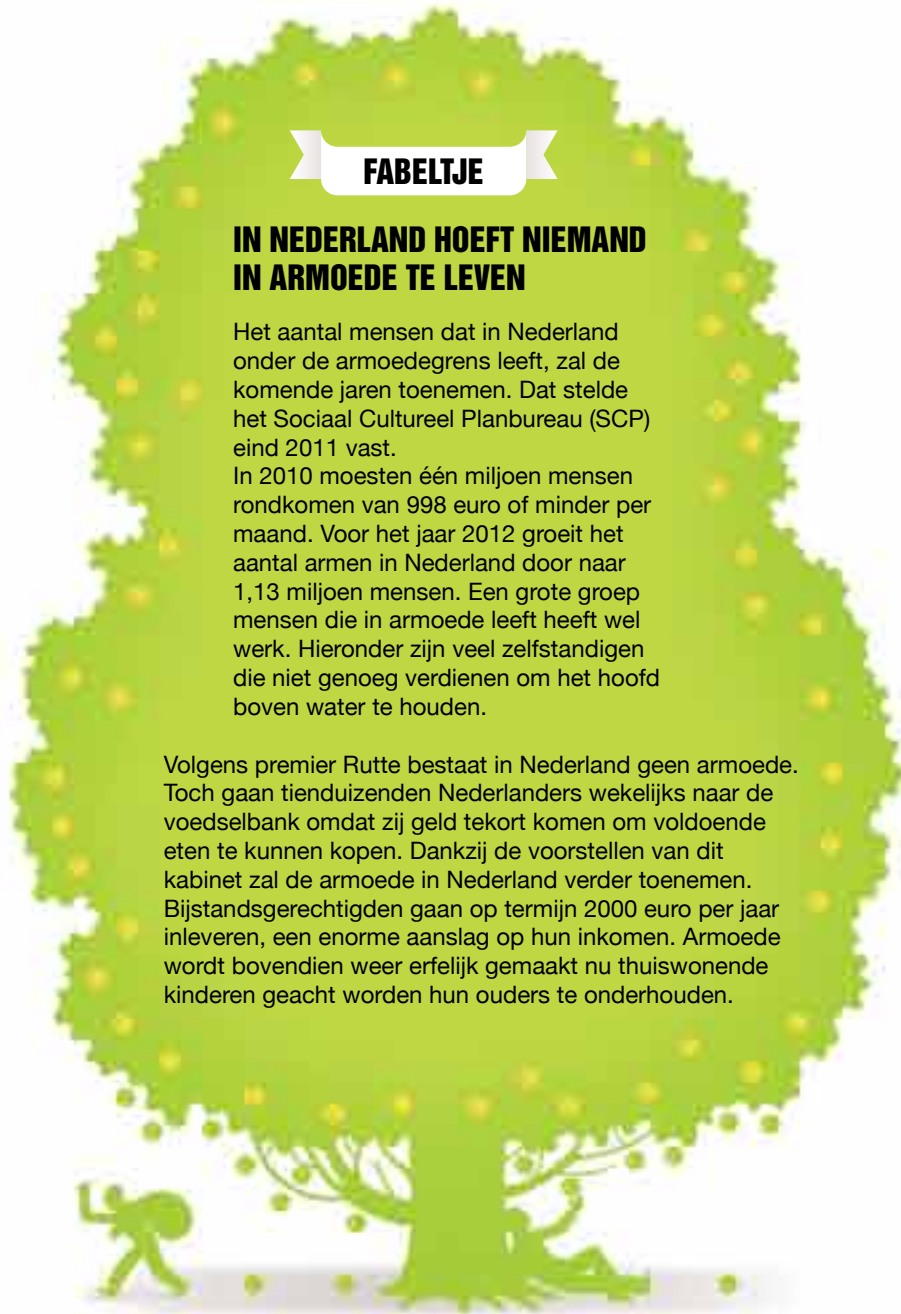 FABELTJE
IN NEDERLAND HOEFT NIEMAND
IN ARMOEDE TE LEVEN
Het aantal mensen dat in Nederland
onder de armoedegrens leeft, zal de
komende jaren toenemen. Dat stelde
het Sociaal Cultureel Planbureau (SCP)
eind 2011 vast.
In 2010 moesten één miljoen mensen
rondkomen van 998 euro of minder per
maand. Voor het jaar 2012 groeit het
aantal armen in Nederland door naar
1,13 miljoen mensen. Een grote groep
mensen die in armoede leeft heeft wel
werk. Hieronder zijn veel zelfstandigen
die niet genoeg verdienen om het hoofd
boven water te houden.
Volgens premier Rutte bestaat in Nederland geen armoede.
Toch gaan tienduizenden Nederlanders wekelijks naar de
voedselbank omdat zij geld tekort komen om voldoende
eten te kunnen kopen. Dankzij de voorstellen van dit
kabinet zal de armoede in Nederland verder toenemen.
Bijstandsgerechtigden gaan op termijn 2000 euro per jaar
inleveren, een enorme aanslag op hun inkomen. Armoede
wordt bovendien weer erfelijk gemaakt nu thuiswonende
kinderen geacht worden hun ouders te onderhouden.